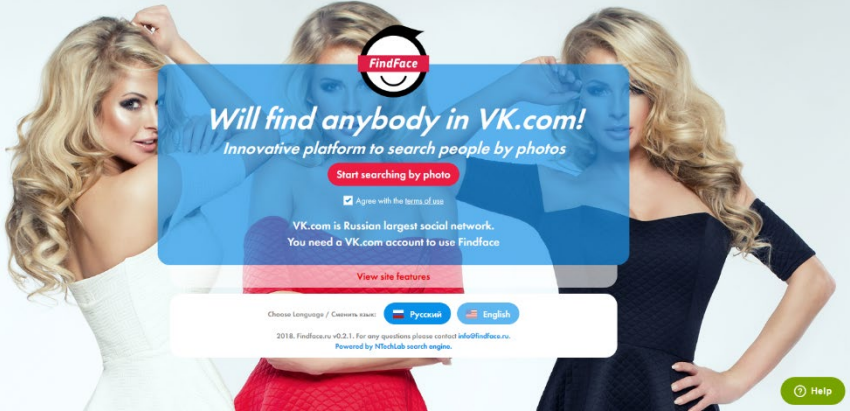 FindFace
Will find anybody in VK.com!
Innovative platform to search people by photos
Start searching by photo
Agree with the terms of use
VK.com is Russian largest social network.
You need a VK.com account to use Findface
View site features
Choose Language / Сменить язык: Русский English
2018. Findface.ru v0.2.1. For any questions please contact info@findface.ru.
Powered by NTechLab search engine.
Help